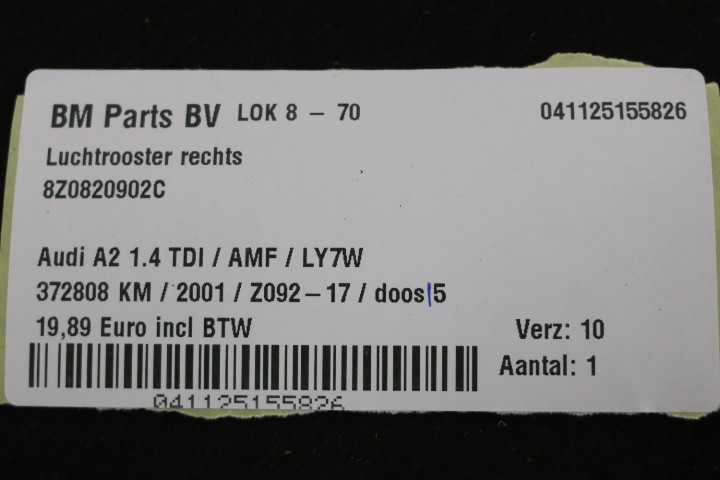 BM Parts BV LOK 8 - 70 041125155826
Luchtrooster rechts
8Z0820902C
Audi A2 1.4 TDI / AMF / LY7W
372808 KM / 2001 / Z092-17 / doos 15
19,89 Euro incl BTW Verz: 10
Aantal: 1
041125155826